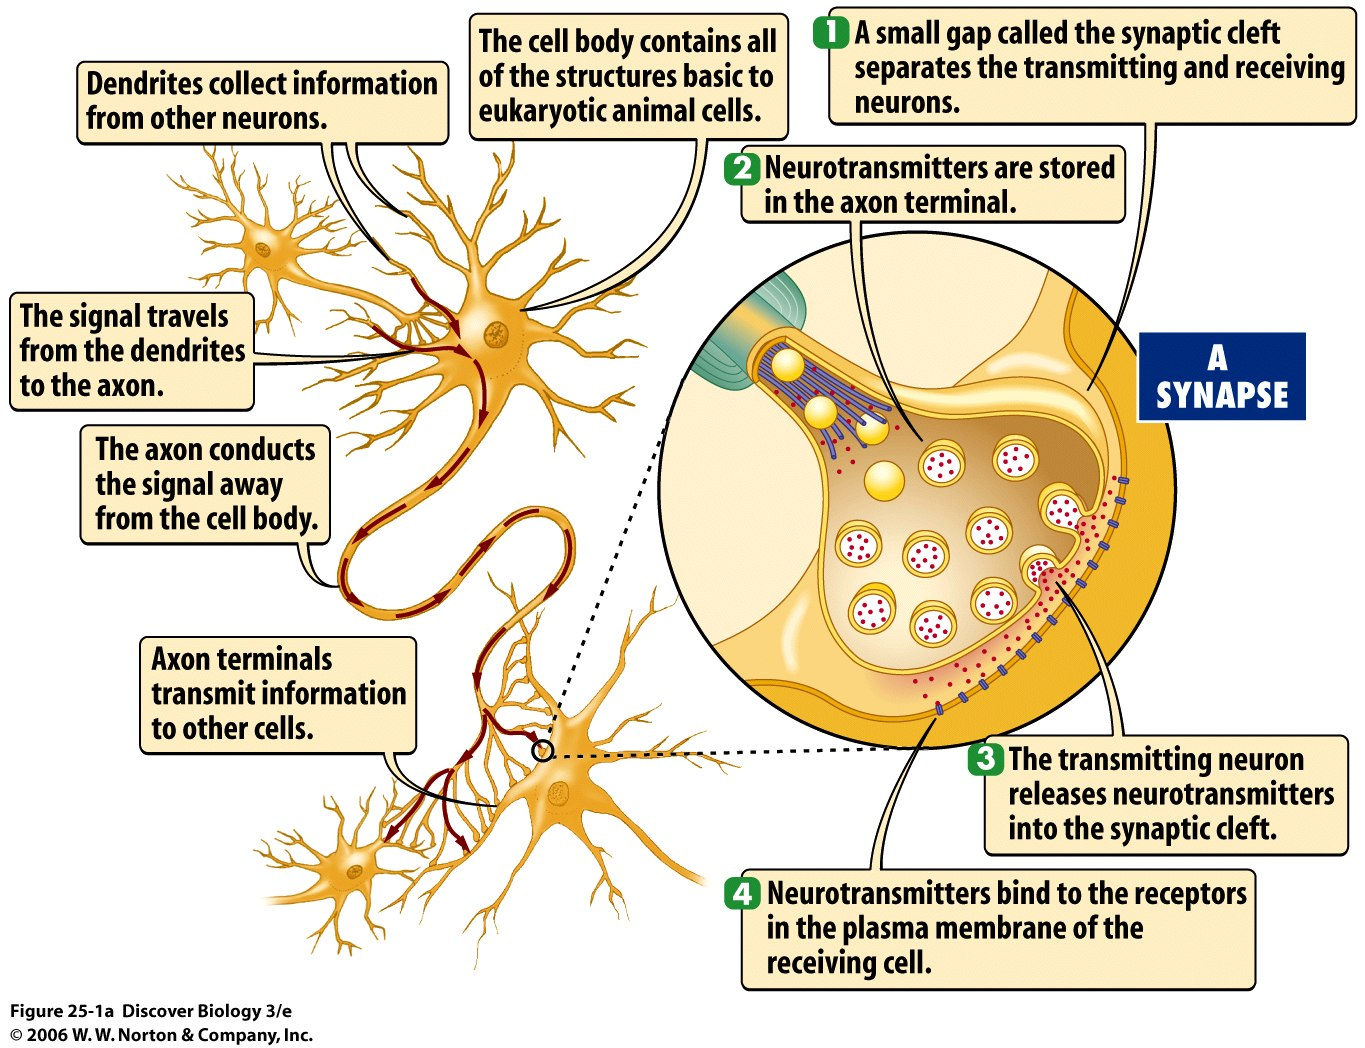 Dendrites collect information
from other neurons.
The cell body contains all
of the structures basic to
eukaryotic animal cells.
1 A small gap called the synaptic cleft
separates the transmitting and receiving
neurons.
2 Neurotransmitters are stored
in the axon terminal.
The signal travels
from the dendrites
to the axon.
A
SYNAPSE
The axon conducts
the signal away
from the cell body.
Axon terminals
transmit information
to other cells.
3 The transmitting neuron
releases neurotransmitters
into the synaptic cleft.
4 Neurotransmitters bind to the receptors
in the plasma membrane of the
receiving cell.
Figure 25-1a Discover Biology 3/e
© 2006 W. W. Norton & Company, Inc.